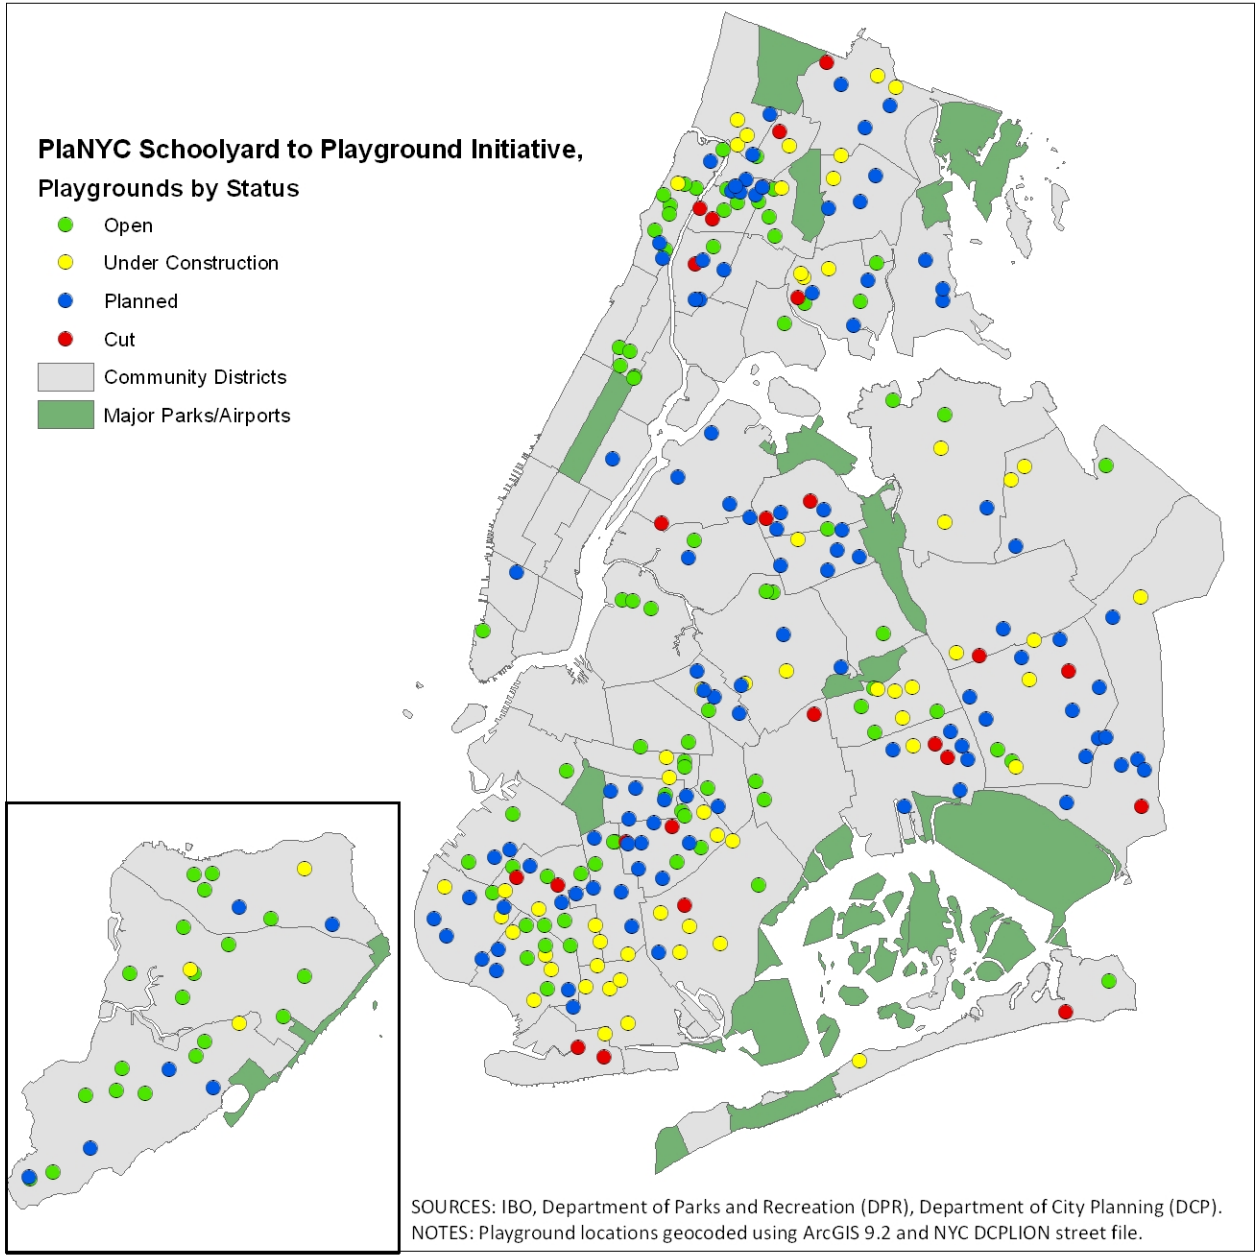 PlaNYC Schoolyard to Playground Initiative,
Playgrounds by Status
Open
Under Construction
Planned
Cut
Community Districts
Major Parks/Airports
SOURCES: IBO, Department of Parks and Recreation (DPR), Department of City Planning (DCP).
NOTES: Playground locations geocoded using ArcGIS 9.2 and NYC DCPLION street file.